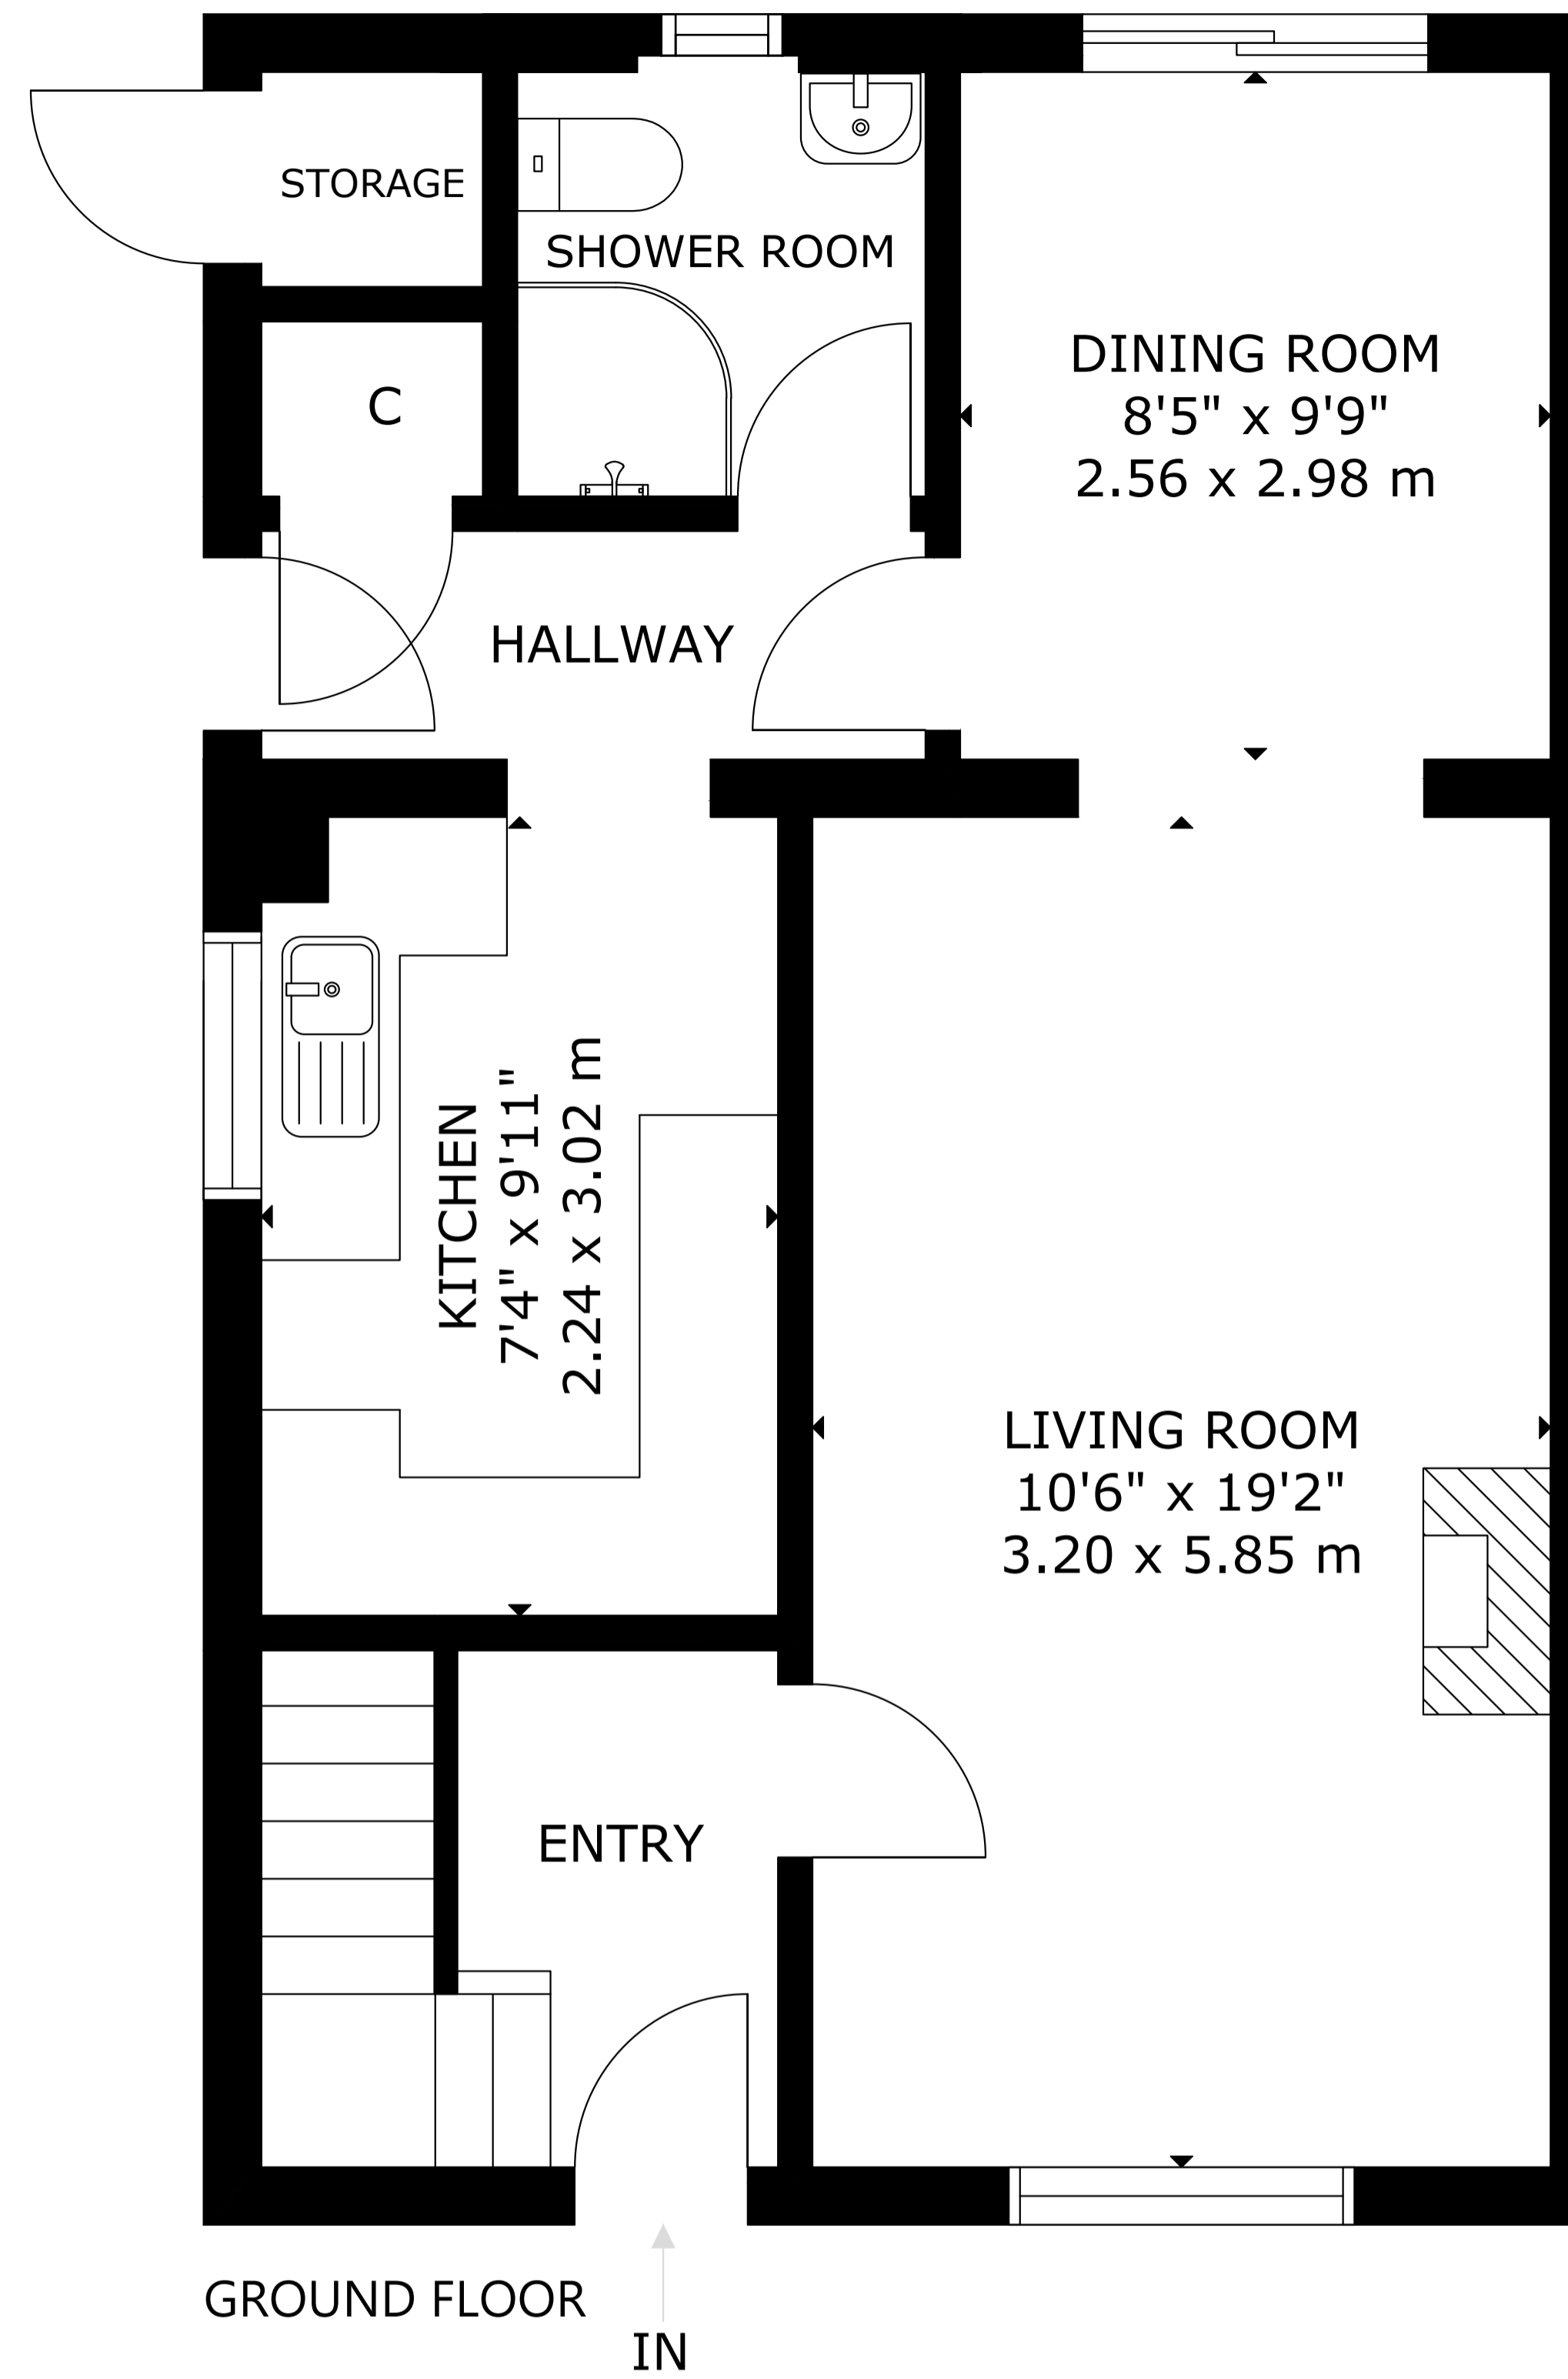 STORAGE
SHOWER ROOM
DINING ROOM
8'5" x 9'9"
2.56 x 2.98 m
C
HALLWAY
KITCHEN
7'4" x 9'11"
2.24 x 3.02 m
LIVING ROOM
10'6" x 19'2"
3.20 x 5.85 m
ENTRY
GROUND FLOOR
IN